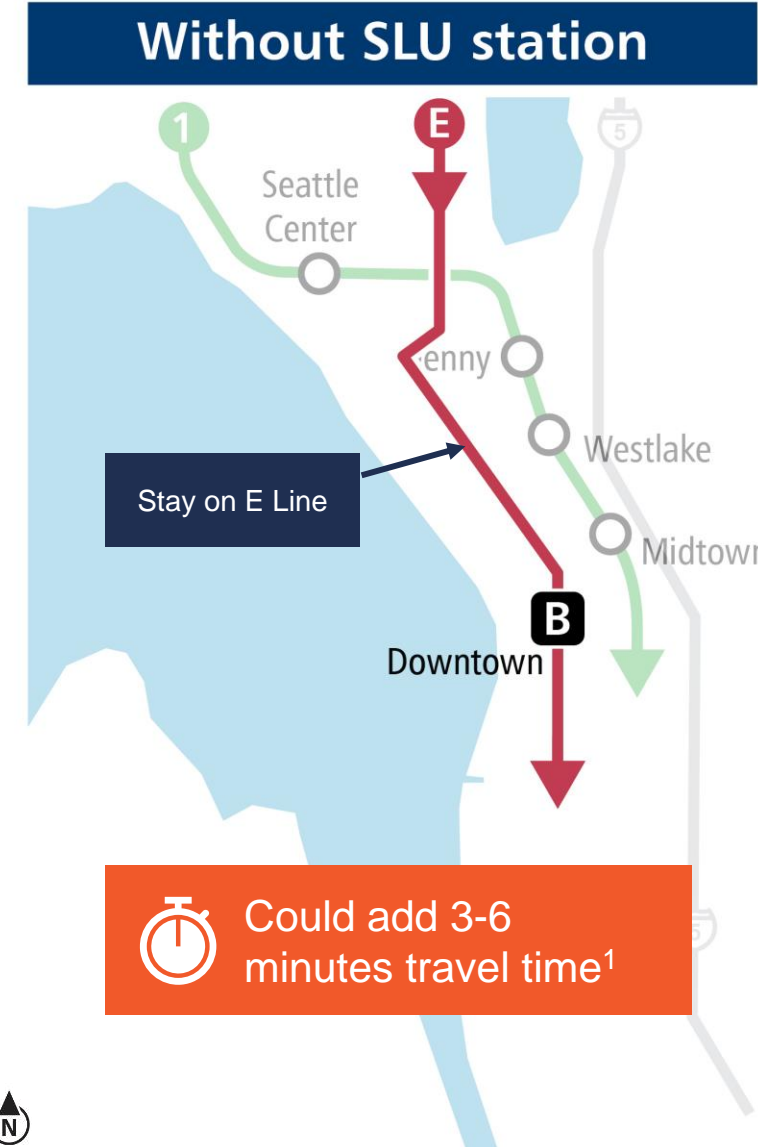 Without SLU station
1
E
5
Seattle
Center
enny
Westlake
Stay on E Line
Midtown
B
Downtown
Could add 3-6
minutes travel time¹
5
N